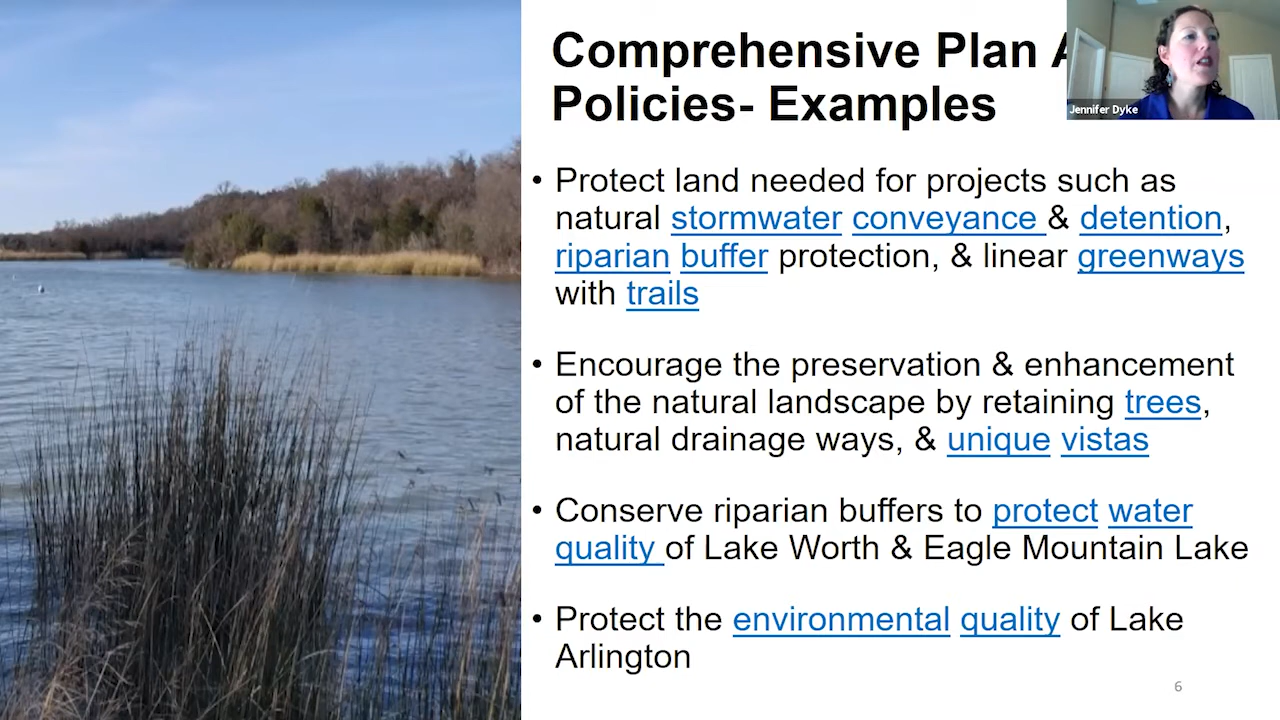 Comprehensive Plan
Policies- Examples
Jennifer Dyke
• Protect land needed for projects such as
natural stormwater conveyance & detention,
riparian buffer protection, & linear greenways
with trails
• Encourage the preservation & enhancement
of the natural landscape by retaining trees,
natural drainage ways, & unique vistas
• Conserve riparian buffers to protect water
quality of Lake Worth & Eagle Mountain Lake
• Protect the environmental quality of Lake
Arlington
6